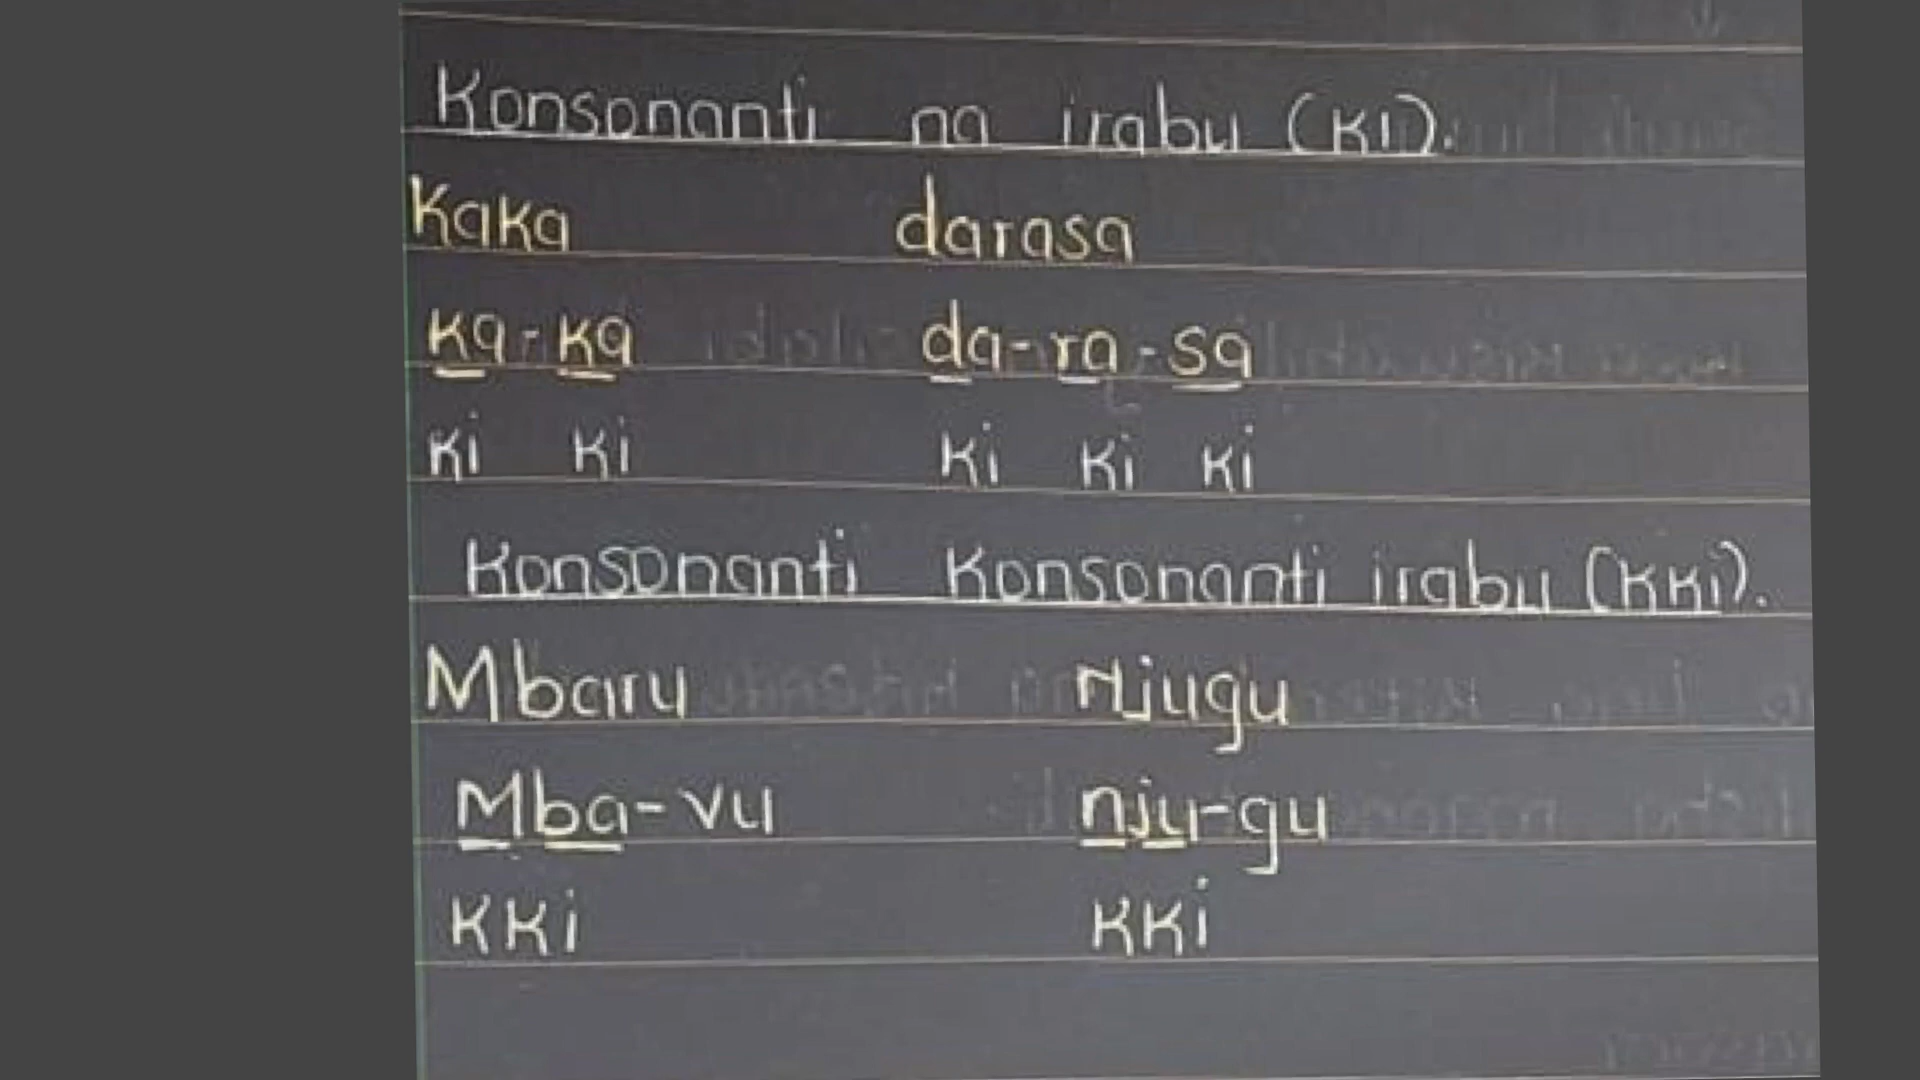 Konsonanti na irabu (KI).
Kaka darasa
ka-ka da-ra-sa
Ki Ki Ki Ki Ki
Konsonanti Konsonanti irabu (KKi).
Mbaru Njugu
Mba-vu nju-gu
KKi KKi